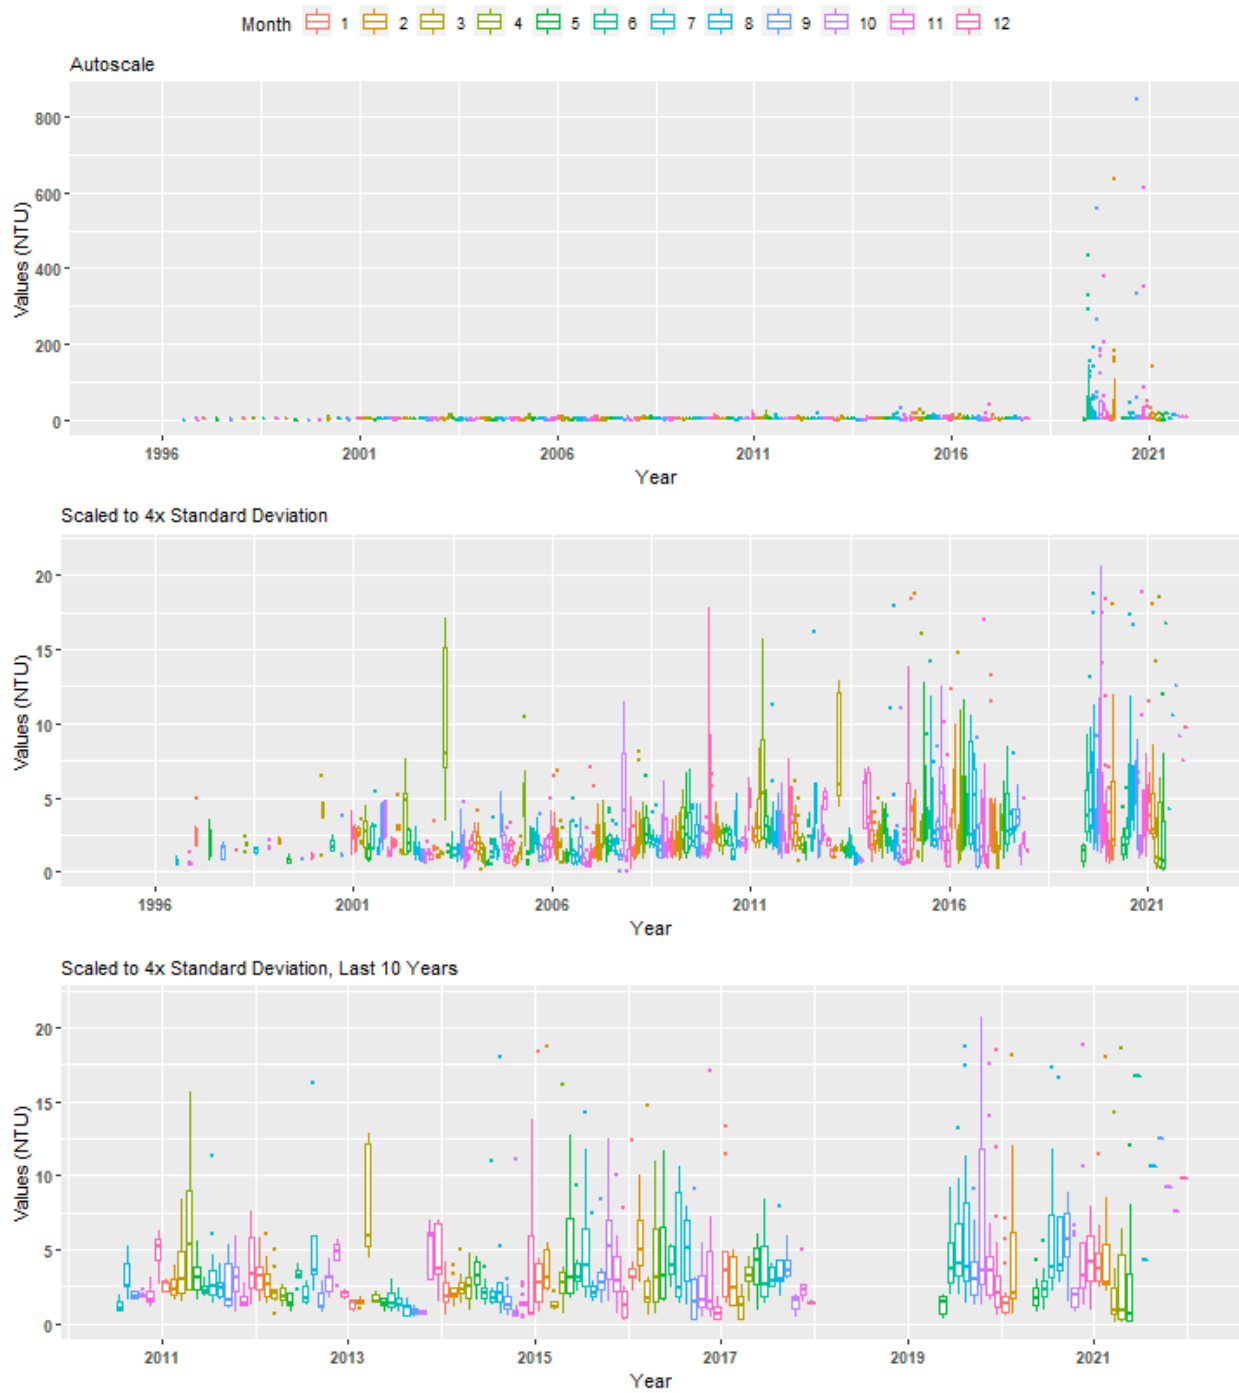 Month 1 2 3 4 5 6 7 8 9 10 11 12
Autoscale
Values (NTU)
800
600
400
200
0
1996 2001 2006 2011 2016 2021
Year
Scaled to 4x Standard Deviation
Values (NTU)
20
15
10
5
0
1996 2001 2006 2011 2016 2021
Year
Scaled to 4x Standard Deviation, Last 10 Years
Values (NTU)
20
15
10
5
0
2011 2013 2015 2017 2019 2021
Year